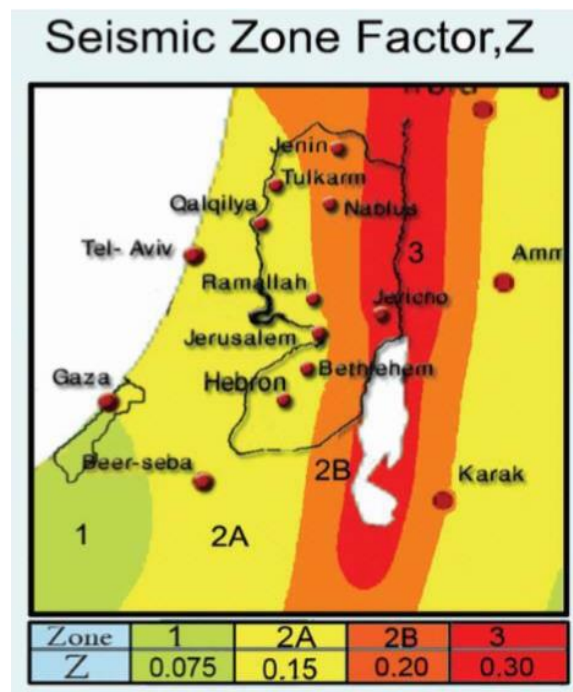 Seismic Zone Factor,Z
Jenin
Tulkarm
Qalqilya
Nablus
Tel- Aviv
3
Amm
Ramallah
Jericho
Jerusalem
Bethlehem
Gaza
Hebron
Beer-seba
2B
Karak
1
2A
Zone 1 2A 2B 3
Z 0.075 0.15 0.20 0.30